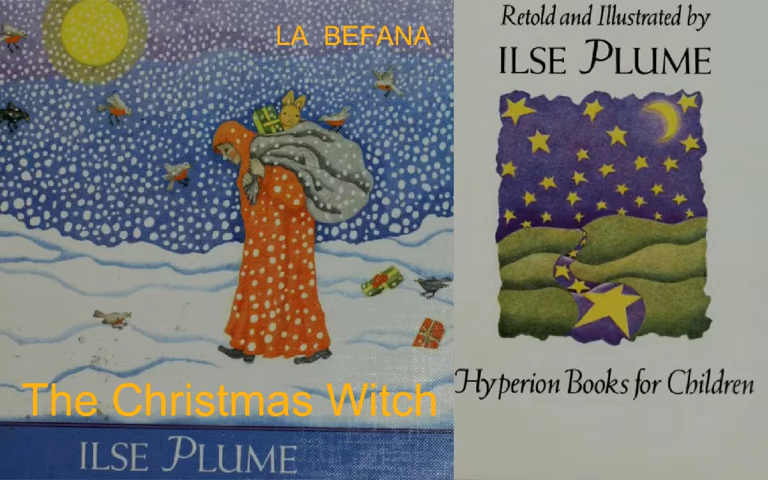 LA BEFANA
The Christmas Witch
ILSE PLUME
Retold and Illustrated by
ILSE PLUME
Hyperion Books for Children